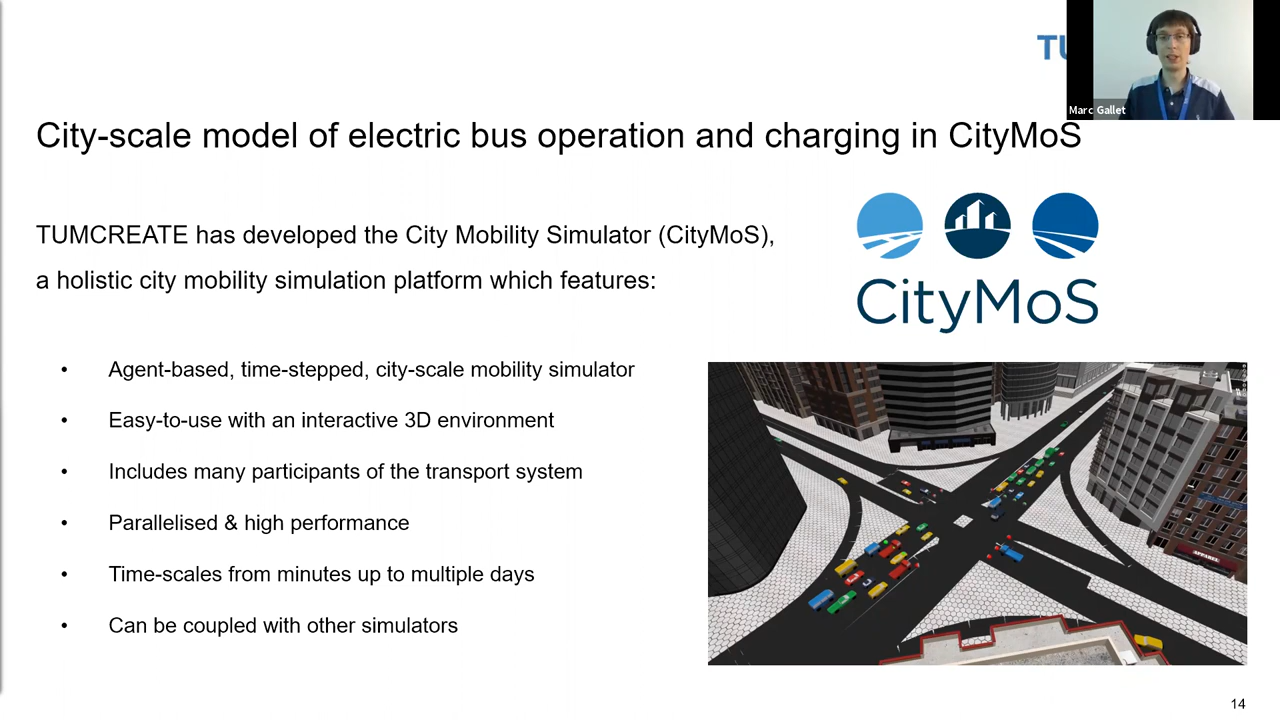 TU
Marc Gallet
City-scale model of electric bus operation and charging in CityMoS
TUMCREATE has developed the City Mobility Simulator (CityMoS),
a holistic city mobility simulation platform which features:
CityMoS
• Agent-based, time-stepped, city-scale mobility simulator
• Easy-to-use with an interactive 3D environment
• Includes many participants of the transport system
• Parallelised & high performance
• Time-scales from minutes up to multiple days
• Can be coupled with other simulators
APPAREL
14